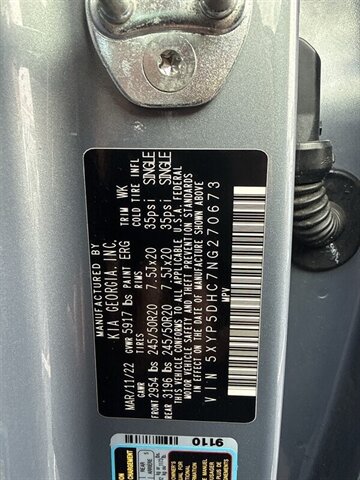 MANUFACTURED BY
KIA GEORGIA, INC.
MAR/11/22 GVWR 5917 lbs PAINT ERG TRIM WK
TIRES RIMS COLD TIRE INFL
FRONT 2954 lbs 245/50R20 7.5Jx20 35psi SINGLE
REAR 3196 lbs 245/50R20 7.5Jx20 35psi SINGLE
THIS VEHICLE CONFORMS TO ALL APPLICABLE U.S.A. FEDERAL
MOTOR VEHICLE SAFETY AND THEFT PREVENTION STANDARDS
IN EFFECT ON THE DATE OF MANUFACTURE SHOWN ABOVE.
VIN 5XYP5DHC7NG270673
MPV
9110
REAR
ARRIERE